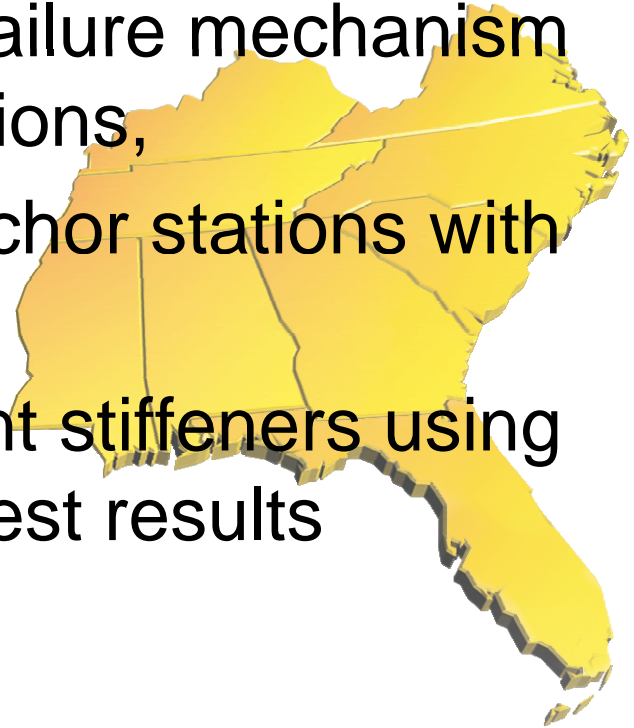 ailure mechanism
ions,
chor stations with
nt stiffeners using
est results